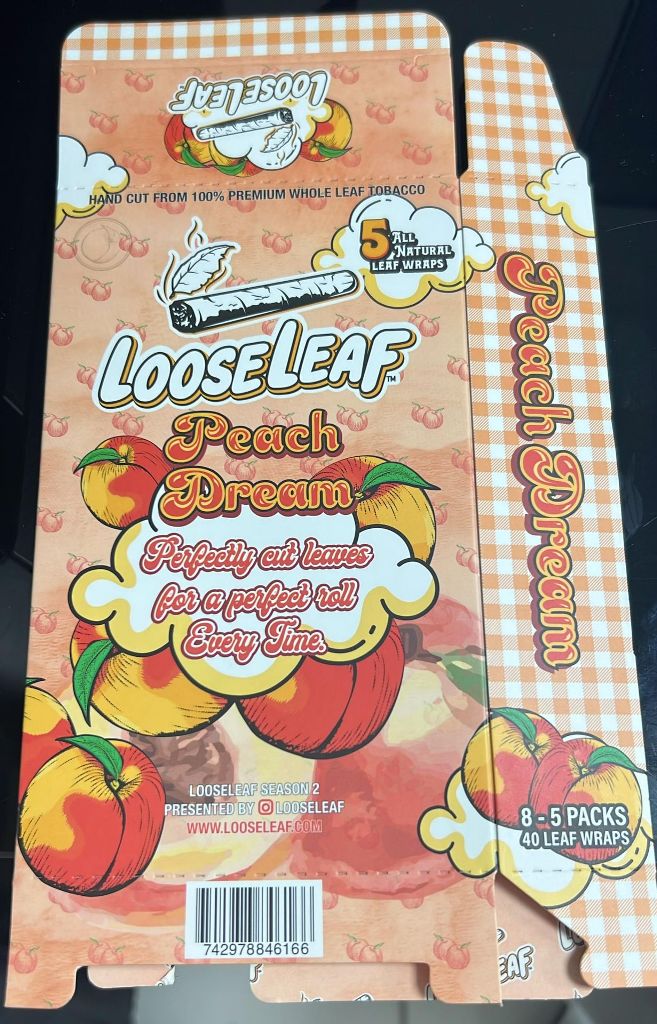 LOOSELEAF
HAND CUT FROM 100% PREMIUM WHOLE LEAF TOBACCO
5 ALL
NATURAL
LEAF WRAPS
LOOSELEAF™
Peach
Dream
Perfectly cut leaves
for a perfect roll
Every Time.
LOOSELEAF SEASON 2
PRESENTED BY LOOSELEAF
WWW.LOOSELEAF.COM
742978846166
Peach Dream
8 - 5 PACKS
40 LEAF WRAPS
EAF